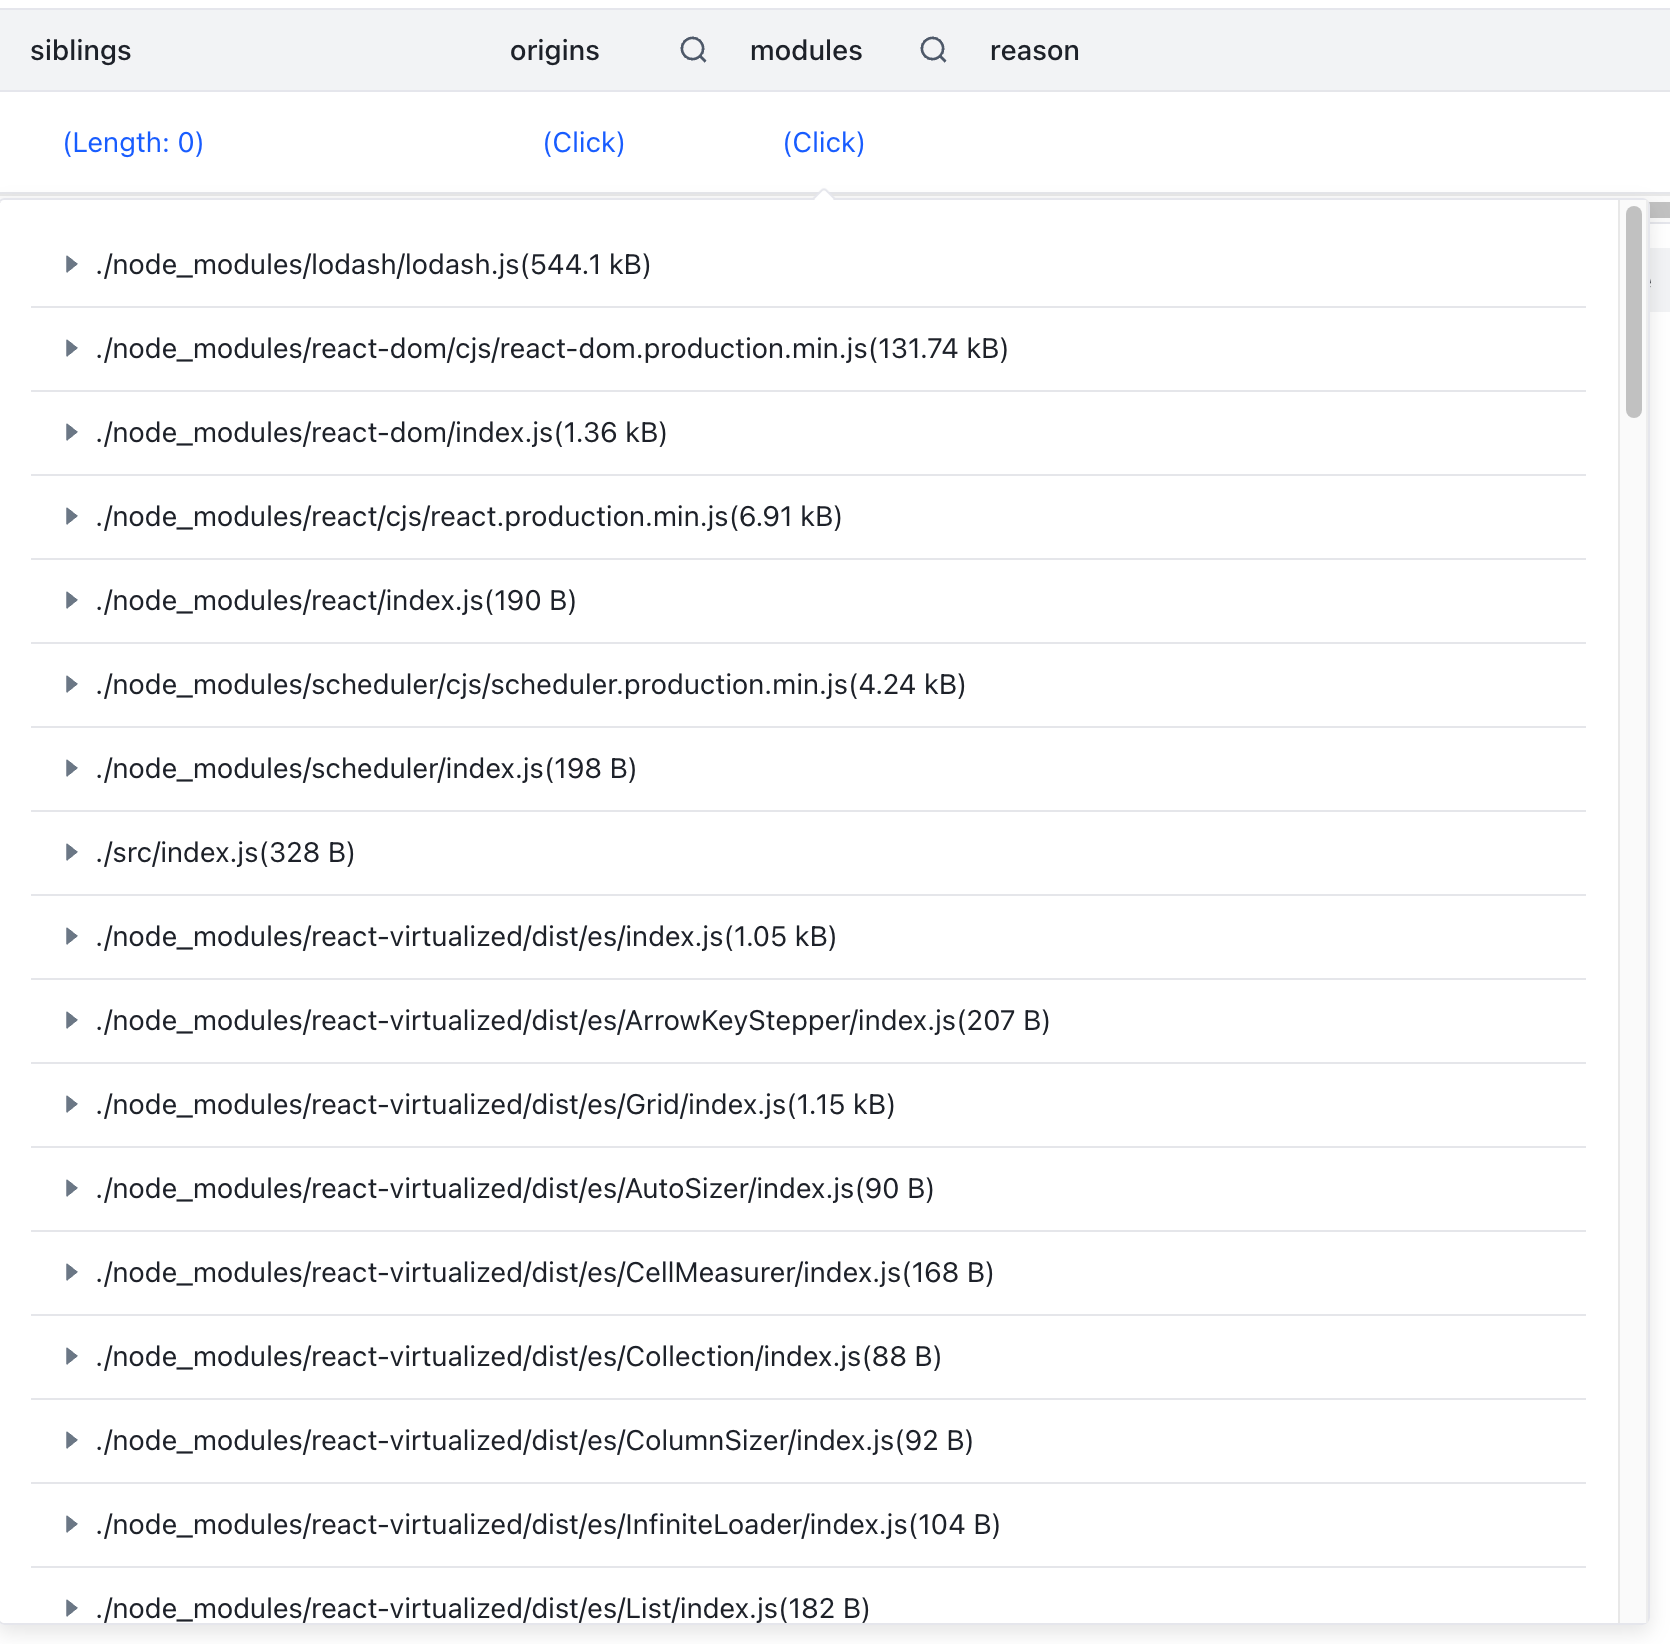 siblings origins modules reason
(Length: 0) (Click) (Click)
./node_modules/lodash/lodash.js(544.1 kB)
./node_modules/react-dom/cjs/react-dom.production.min.js(131.74 kB)
./node_modules/react-dom/index.js(1.36 kB)
./node_modules/react/cjs/react.production.min.js(6.91 kB)
./node_modules/react/index.js(190 B)
./node_modules/scheduler/cjs/scheduler.production.min.js(4.24 kB)
./node_modules/scheduler/index.js(198 B)
./src/index.js(328 B)
./node_modules/react-virtualized/dist/es/index.js(1.05 kB)
./node_modules/react-virtualized/dist/es/ArrowKeyStepper/index.js(207 B)
./node_modules/react-virtualized/dist/es/Grid/index.js(1.15 kB)
./node_modules/react-virtualized/dist/es/AutoSizer/index.js(90 B)
./node_modules/react-virtualized/dist/es/CellMeasurer/index.js(168 B)
./node_modules/react-virtualized/dist/es/Collection/index.js(88 B)
./node_modules/react-virtualized/dist/es/ColumnSizer/index.js(92 B)
./node_modules/react-virtualized/dist/es/InfiniteLoader/index.js(104 B)
./node_modules/react-virtualized/dist/es/List/index.js(182 B)